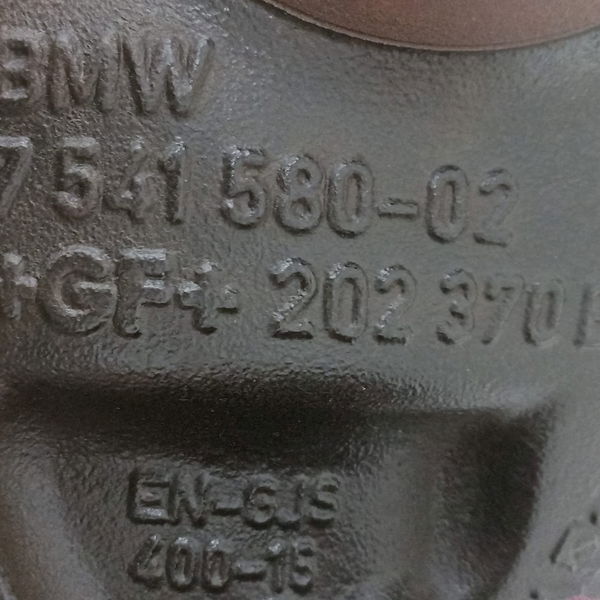 BMW
7 541 580-02
+GF+ 202 370
EN-GJS
400-15